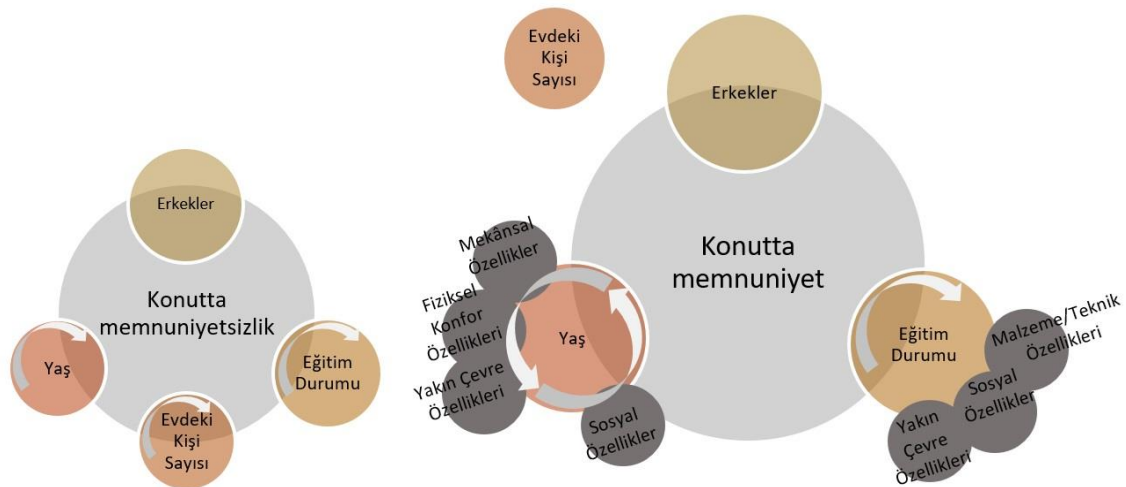 Erkekler
Konutta
memnuniyetsizlik
Yaş
Eğitim
Durumu
Evdeki
Kişi
Sayısı
Evdeki
Kişi
Sayısı
Erkekler
Konutta
memnuniyet
Mekânsal
Özellikler
Fiziksel
Konfor
Özellikleri
Yakın Çevre
Özellikleri
Yaş
Sosyal
Özellikler
Eğitim
Durumu
Malzeme/Teknik
Özellikleri
Sosyal
Özellikler
Yakın
Çevre
Özellikleri